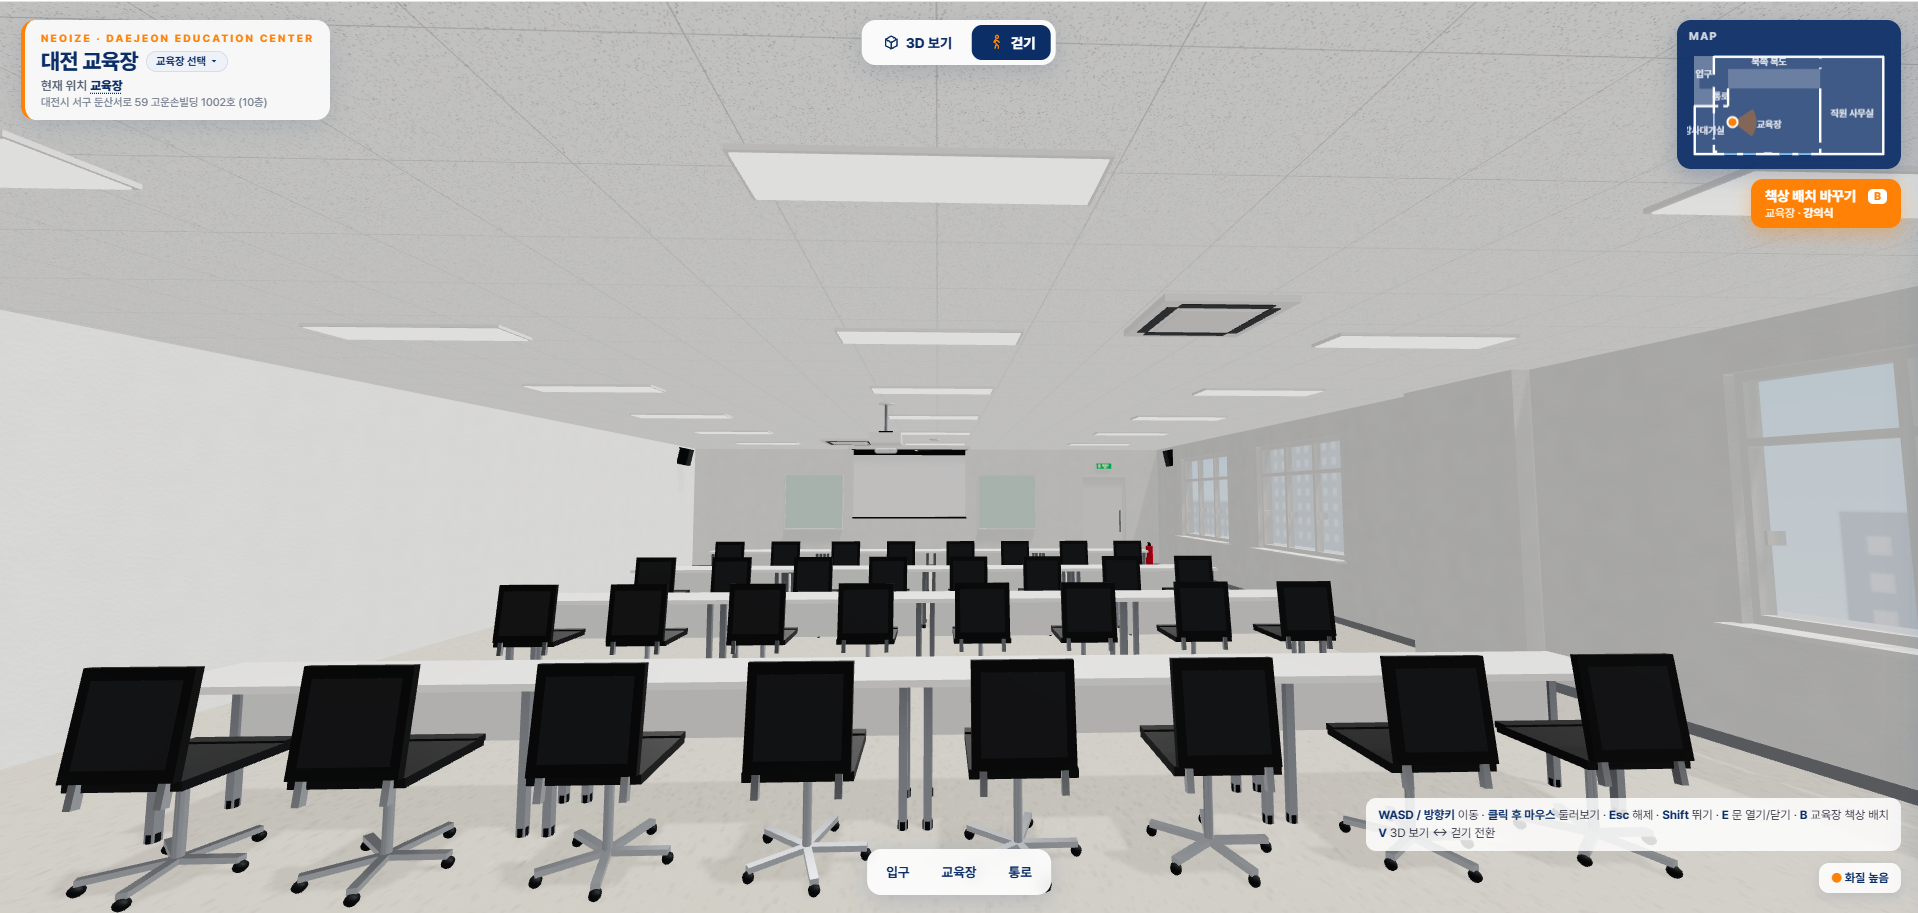 NEOIZE · DAEJEON EDUCATION CENTER
대전 교육장
교육장 선택
현재 위치 교육장
대전시 서구 둔산서로 59 고운손빌딩 1002호 (10층)
3D 보기
걷기
MAP
북쪽 복도
입구
통로
직원 사무실
교육장
책상 배치 바꾸기 B
교육장 · 강의식
WASD / 방향키 이동 · 클릭 후 마우스 둘러보기 · Esc 해제 · Shift 뛰기 · E 문 열기/닫기 · B 교육장 책상 배치
V 3D 보기 ↔ 걷기 전환
입구
교육장
통로
화질 높음